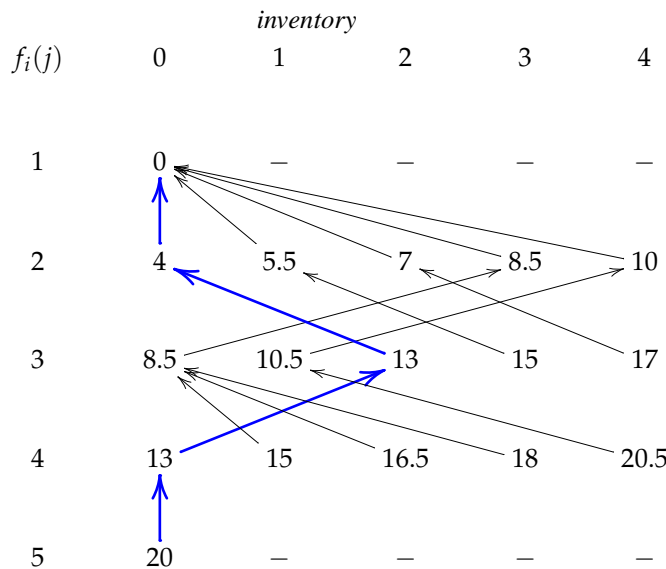 inventory
f_i(j) 0 1 2 3 4
1 0 – – – –
2 4 5.5 7 8.5 10
3 8.5 10.5 13 15 17
4 13 15 16.5 18 20.5
5 20 – – – –